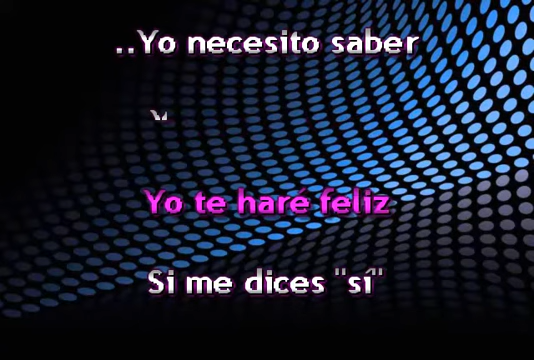 ..Yo necesito saber
Yo te haré feliz
Si me dices "sí"